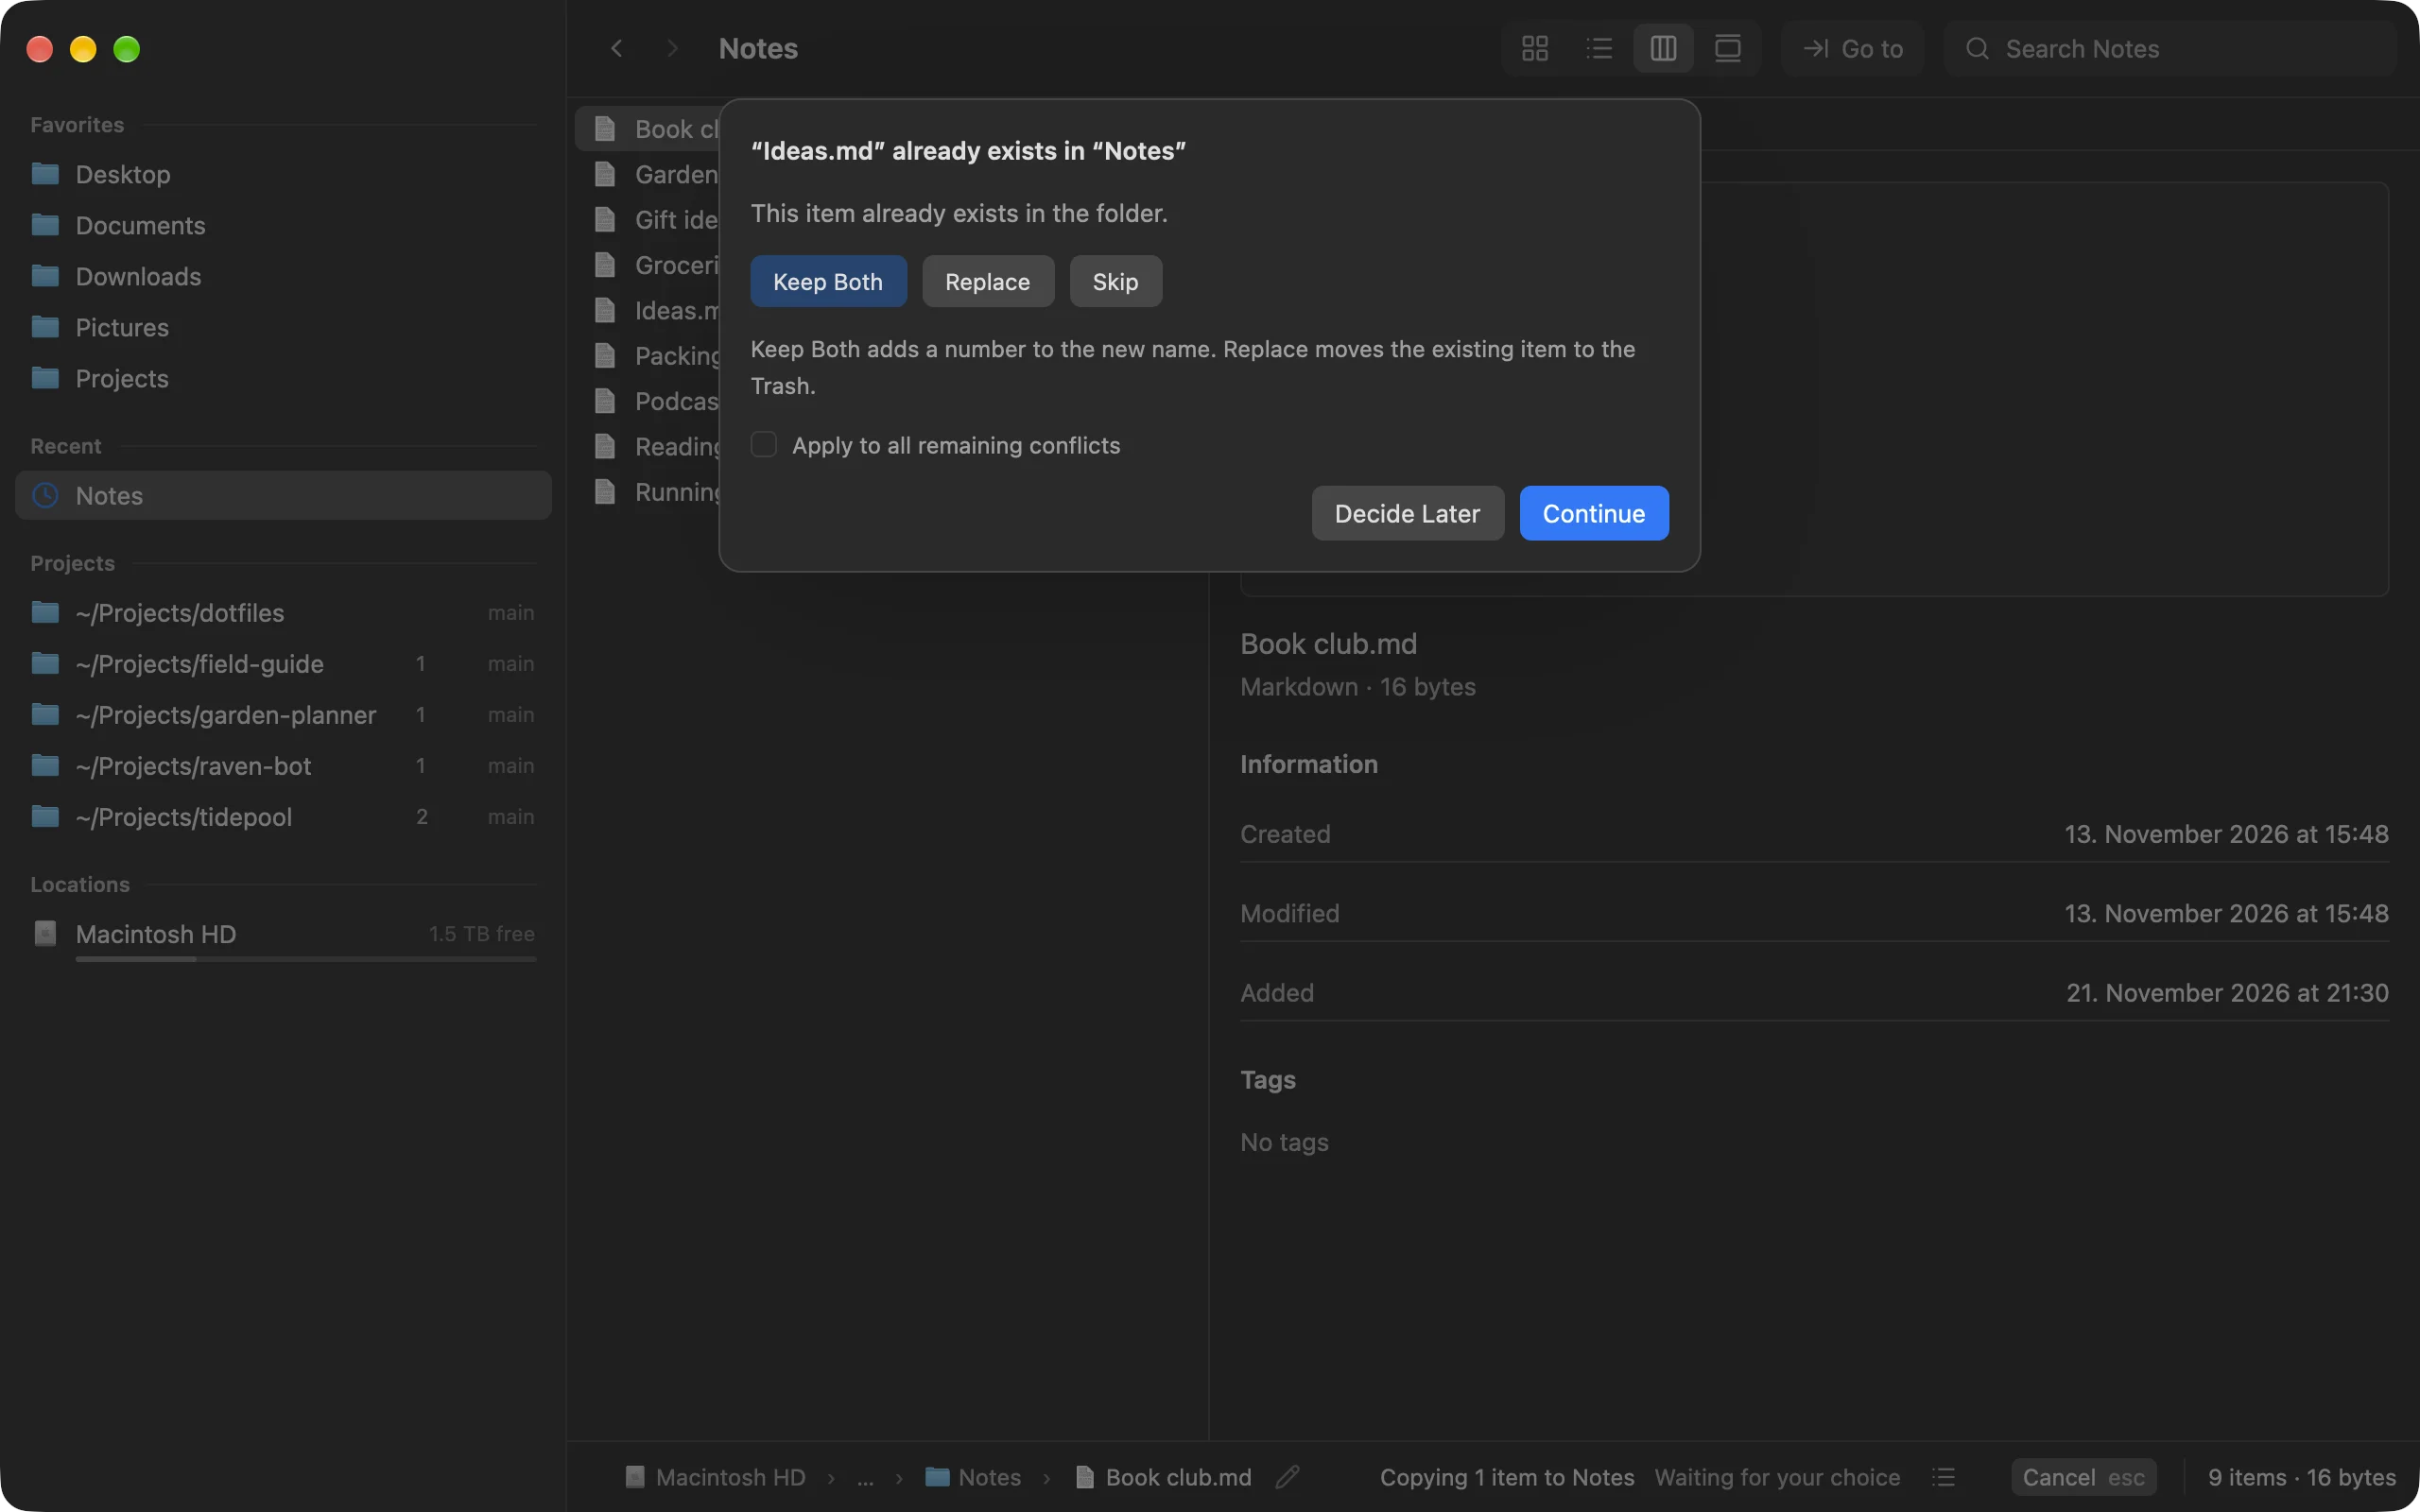 Notes
Go to
Search Notes
Favorites
Desktop
Documents
Downloads
Pictures
Projects
Recent
Notes
Projects
~/Projects/dotfiles main
~/Projects/field-guide 1 main
~/Projects/garden-planner 1 main
~/Projects/raven-bot 1 main
~/Projects/tidepool 2 main
Locations
Macintosh HD 1.5 TB free
Book cl
Garden
Gift ide
Groceri
Ideas.m
Packing
Podcas
Reading
Running
“Ideas.md” already exists in “Notes”
This item already exists in the folder.
Keep Both Replace Skip
Keep Both adds a number to the new name. Replace moves the existing item to the
Trash.
Apply to all remaining conflicts
Decide Later Continue
Book club.md
Markdown · 16 bytes
Information
Created 13. November 2026 at 15:48
Modified 13. November 2026 at 15:48
Added 21. November 2026 at 21:30
Tags
No tags
Macintosh HD › ... › Notes › Book club.md
Copying 1 item to Notes Waiting for your choice
Cancel esc
9 items · 16 bytes